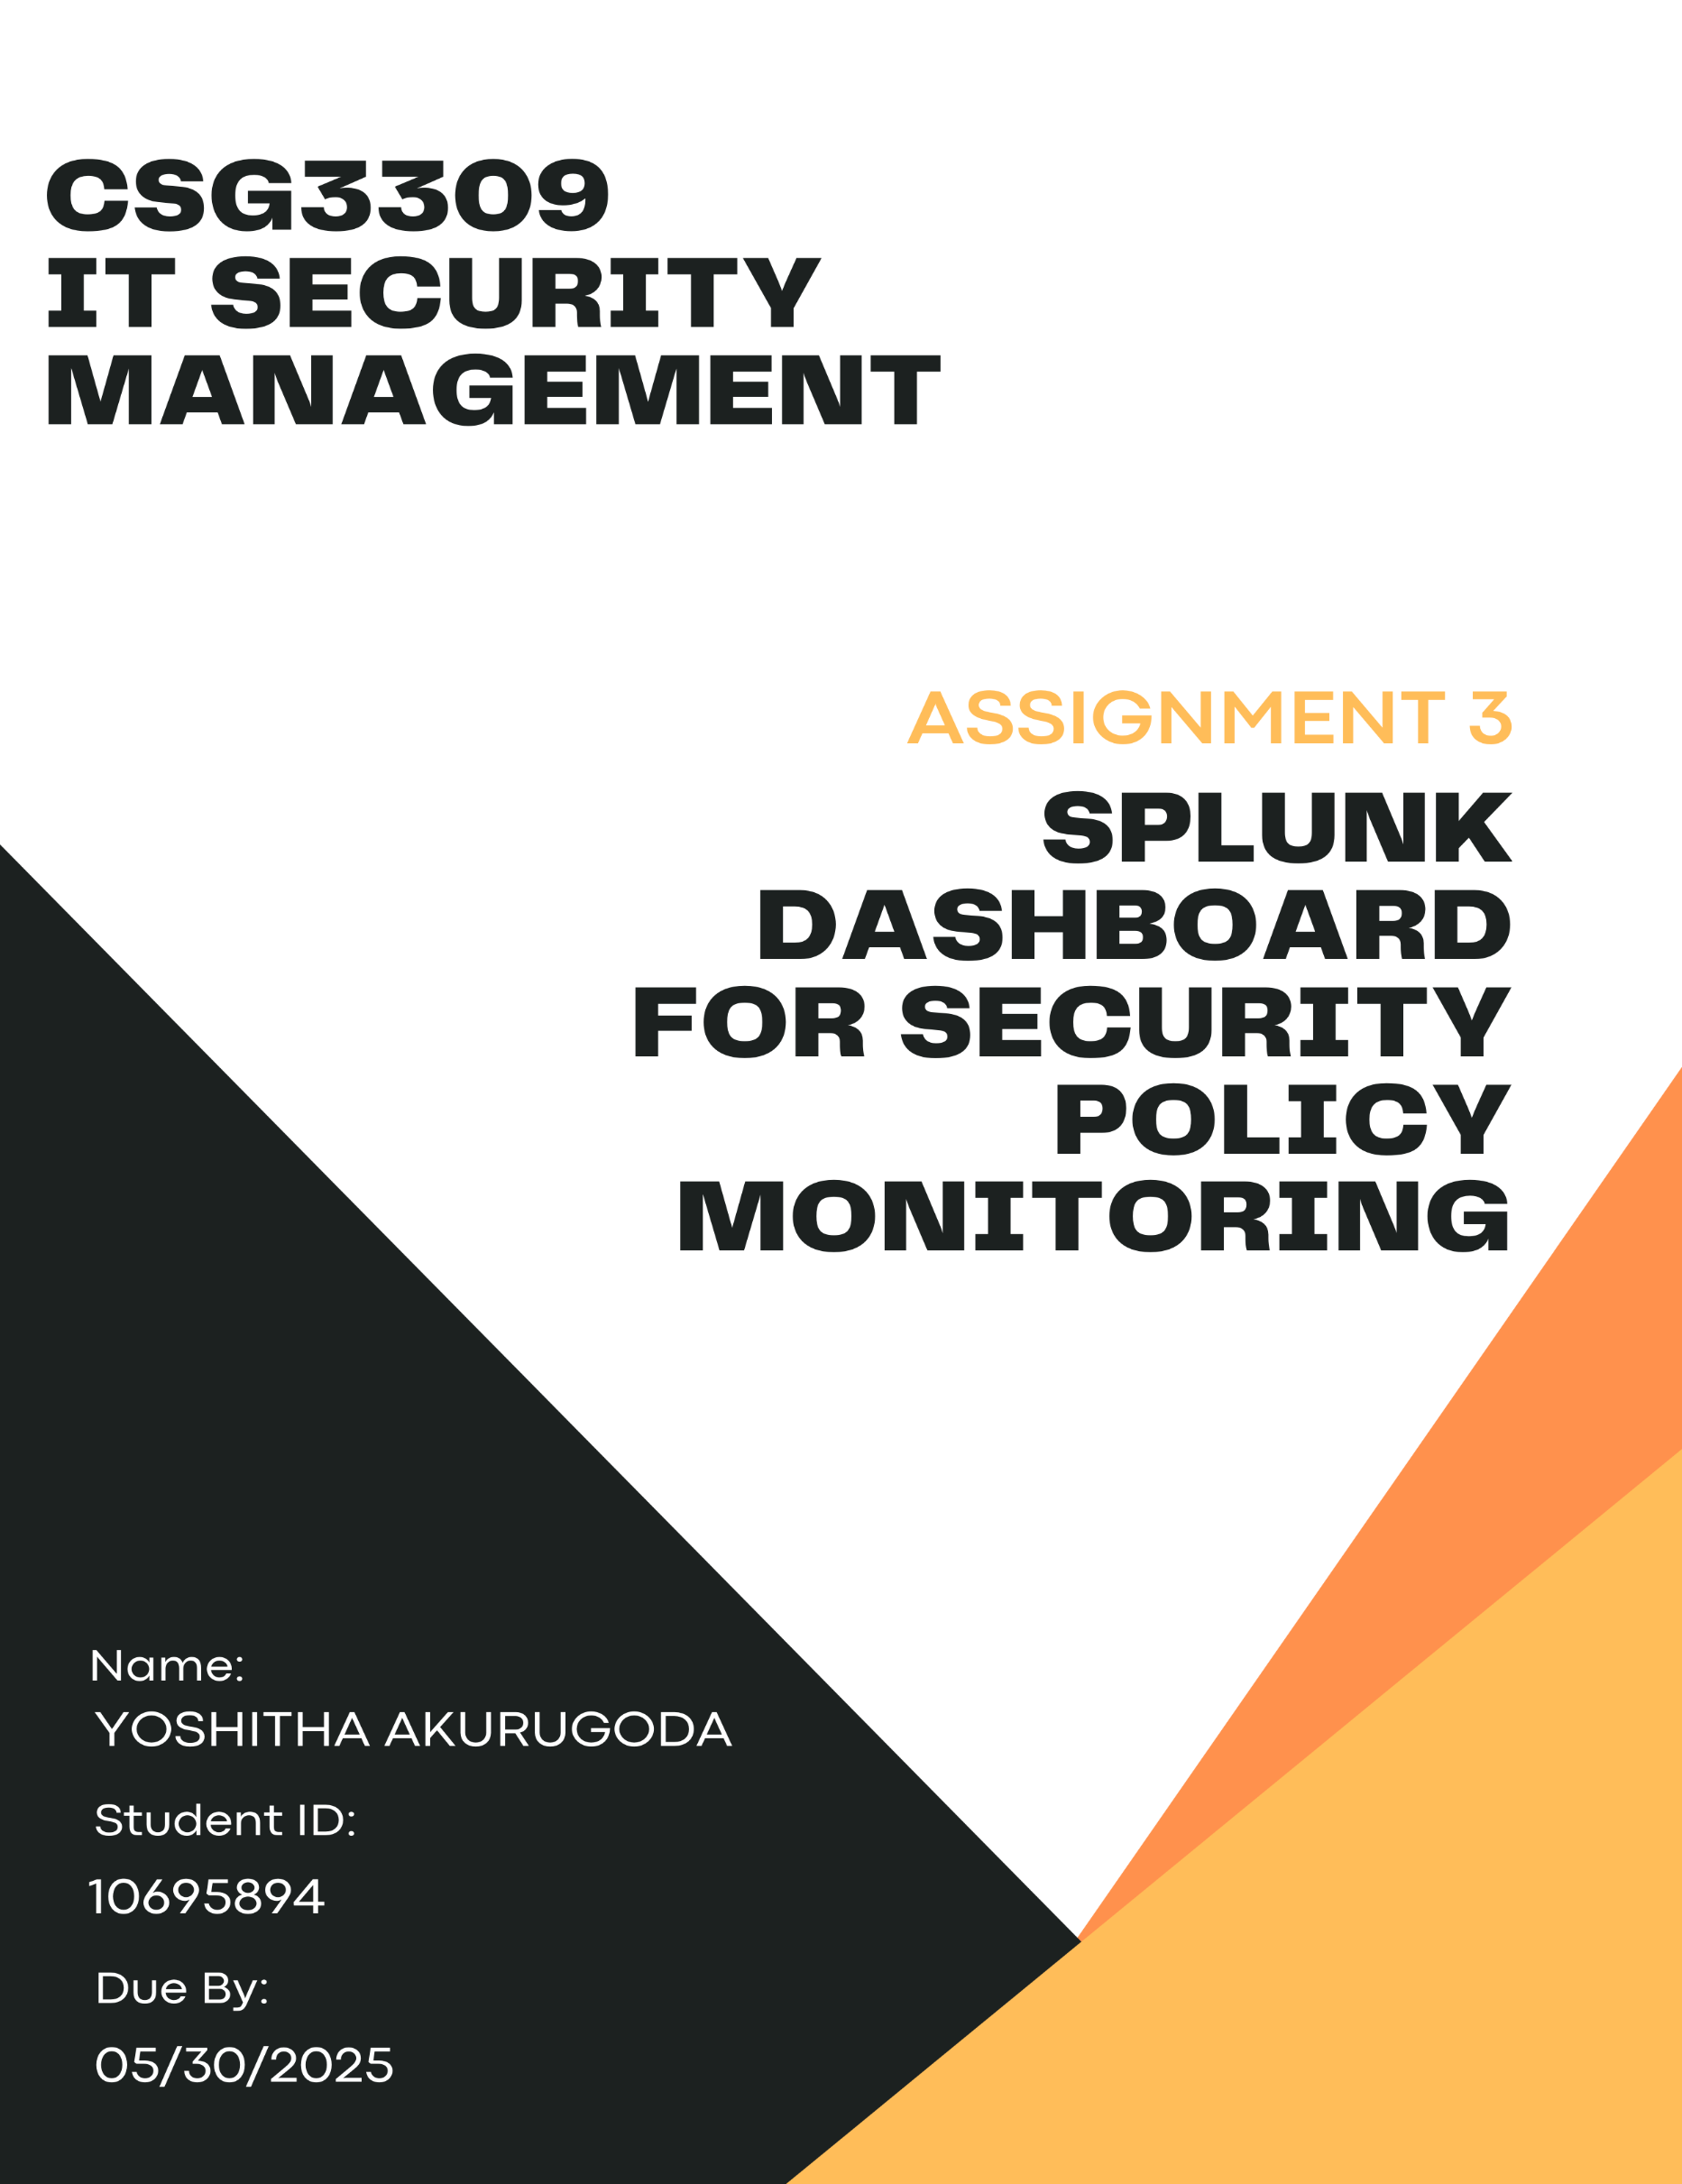 CSG3309
IT SECURITY
MANAGEMENT
ASSIGNMENT 3
SPLUNK
DASHBOARD
FOR SECURITY
POLICY
MONITORING
Name:
YOSHITHA AKURUGODA
Student ID:
10695894
Due By:
05/30/2025